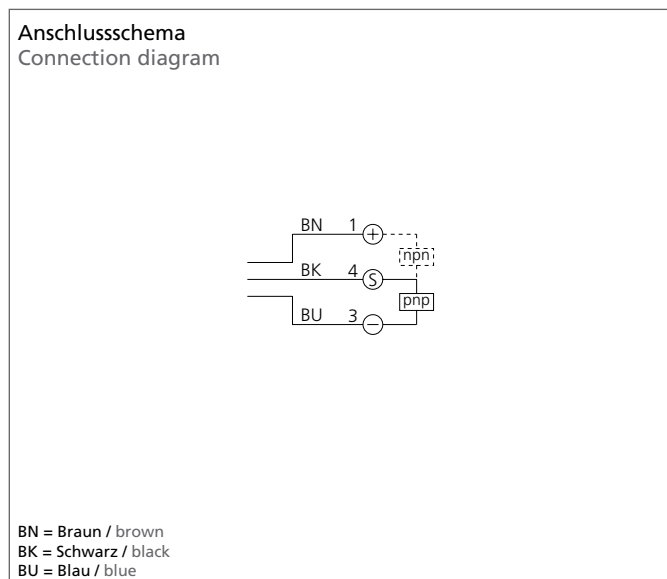 Anschlussschema
Connection diagram
BN 1 +
npn
BK 4 S
pnp
BU 3 −
BN = Braun / brown
BK = Schwarz / black
BU = Blau / blue